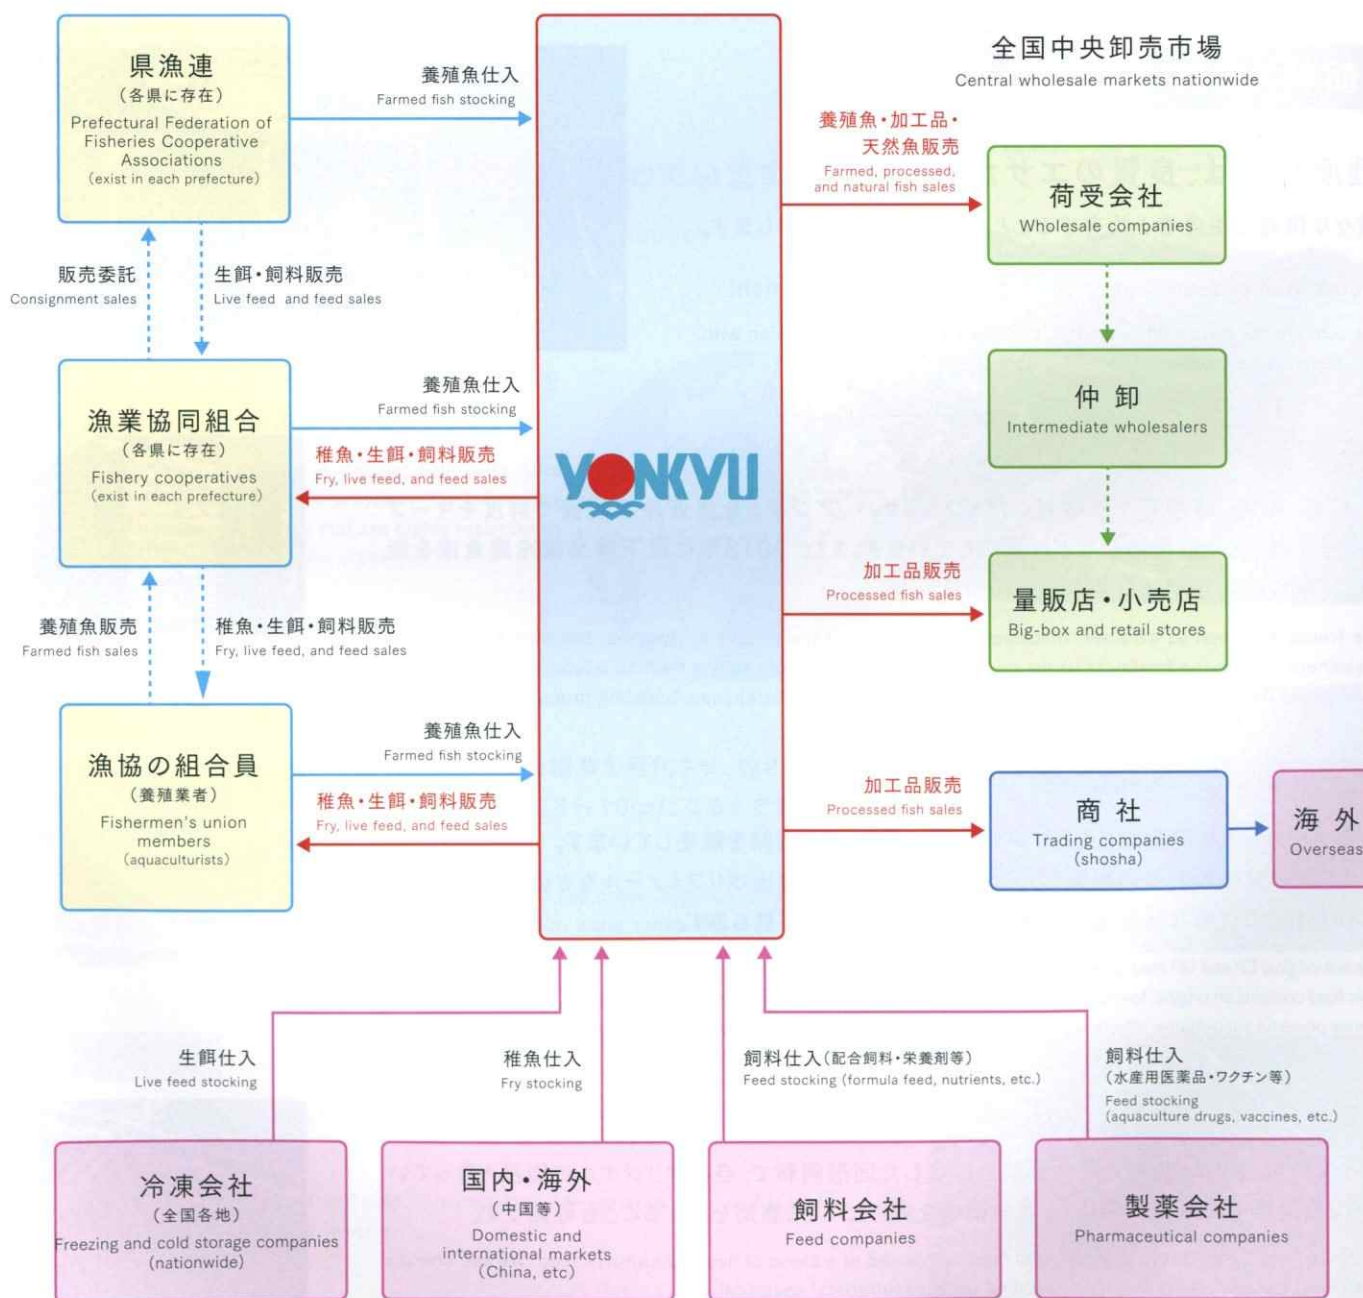 県漁連
（各県に存在）
Prefectural Federation of
Fisheries Cooperative
Associations
(exist in each prefecture)
養殖魚仕入
Farmed fish stocking
販売委託
Consignment sales
生餌・飼料販売
Live feed and feed sales
漁業協同組合
（各県に存在）
Fishery cooperatives
(exist in each prefecture)
養殖魚仕入
Farmed fish stocking
稚魚・生餌・飼料販売
Fry, live feed, and feed sales
養殖魚販売
Farmed fish sales
稚魚・生餌・飼料販売
Fry, live feed, and feed sales
漁協の組合員
（養殖業者）
Fishermen's union
members
(aquaculturists)
養殖魚仕入
Farmed fish stocking
稚魚・生餌・飼料販売
Fry, live feed, and feed sales
YONKYU
全国中央卸売市場
Central wholesale markets nationwide
養殖魚・加工品・
天然魚販売
Farmed, processed,
and natural fish sales
荷受会社
Wholesale companies
仲卸
Intermediate wholesalers
加工品販売
Processed fish sales
量販店・小売店
Big-box and retail stores
加工品販売
Processed fish sales
商社
Trading companies
(shosha)
海外
Overseas
生餌仕入
Live feed stocking
稚魚仕入
Fry stocking
飼料仕入（配合飼料・栄養剤等）
Feed stocking (formula feed, nutrients, etc.)
飼料仕入
（水産用医薬品・ワクチン等）
Feed stocking
(aquaculture drugs, vaccines, etc.)
冷凍会社
（全国各地）
Freezing and cold storage companies
(nationwide)
国内・海外
（中国等）
Domestic and
international markets
(China, etc)
飼料会社
Feed companies
製薬会社
Pharmaceutical companies